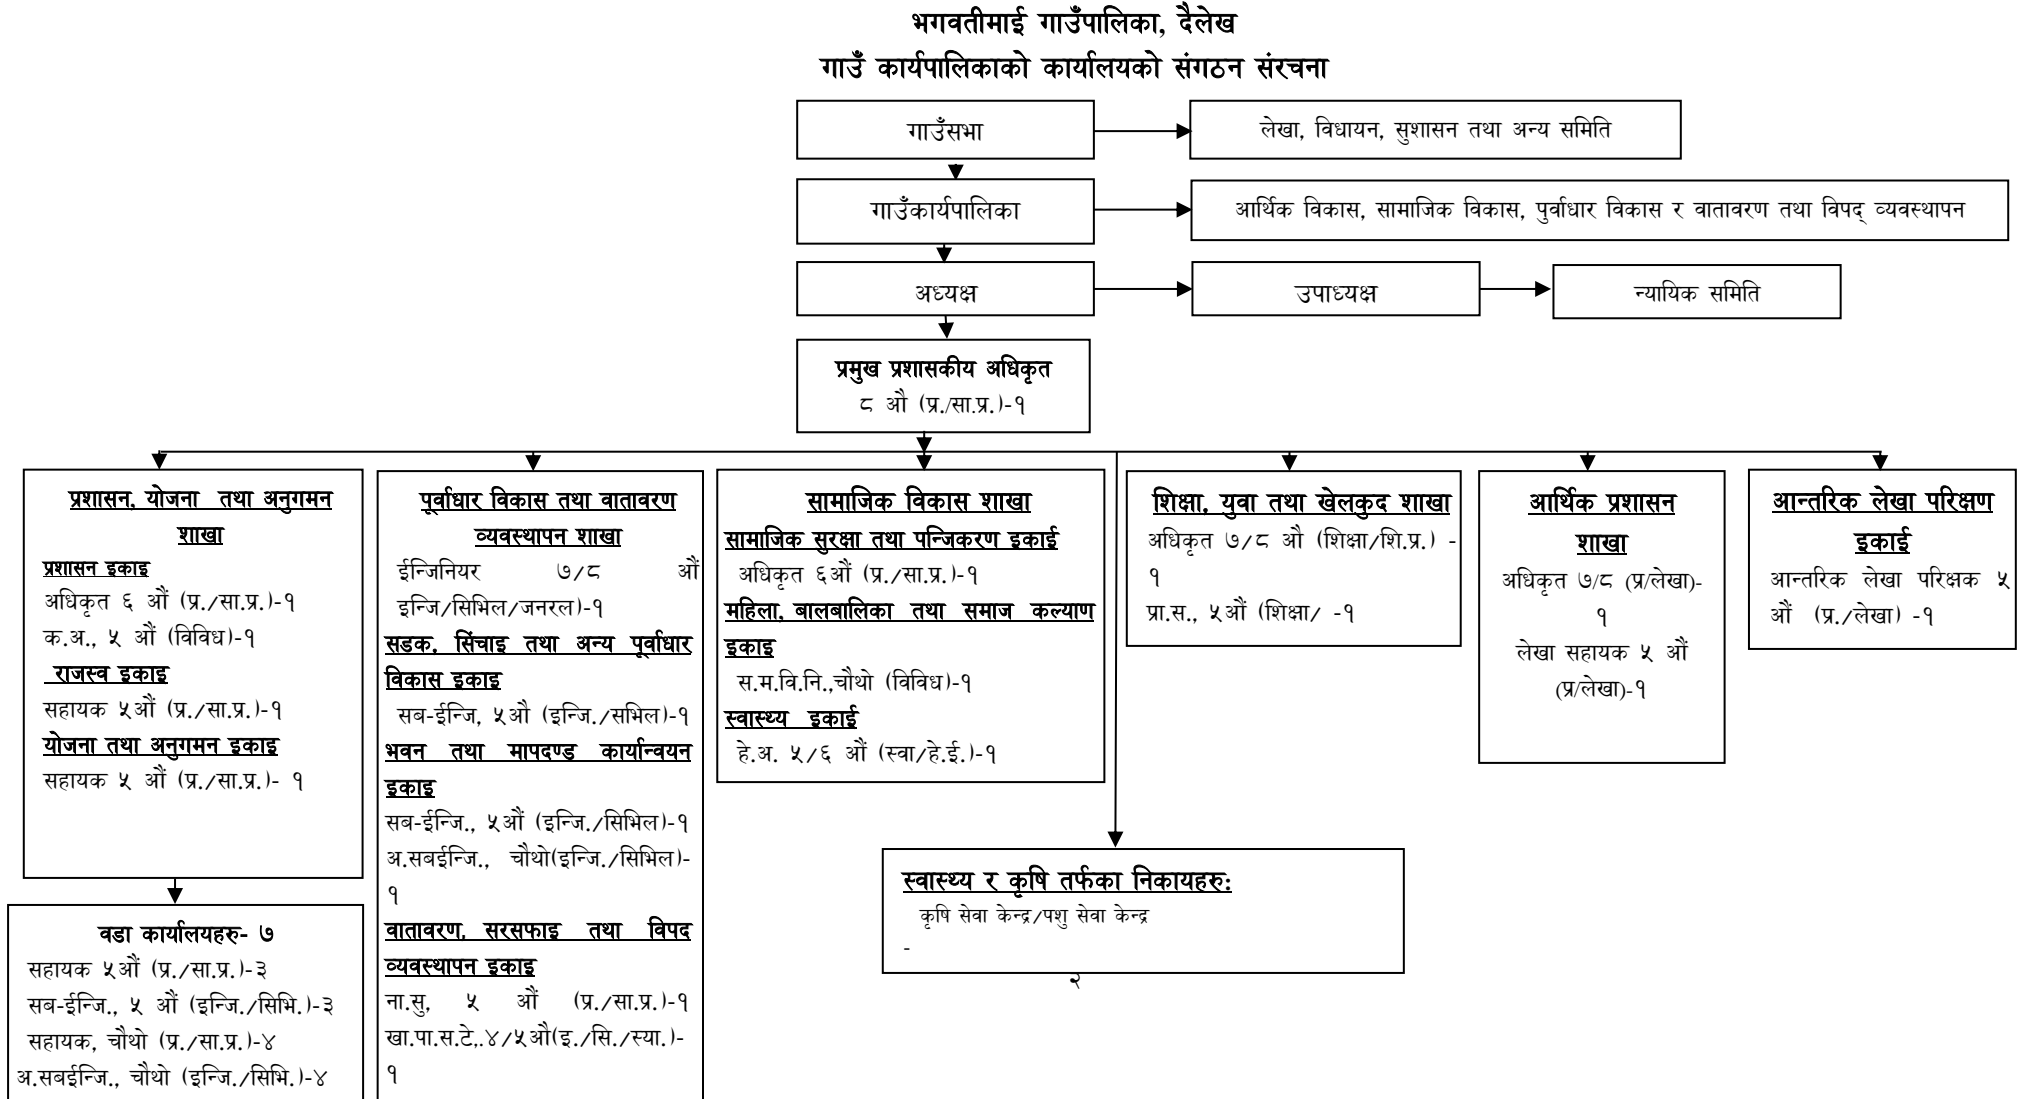 भगवतीमाई गाउँपालिका, दैलेख
गाउँ कार्यपालिकाको कार्यालयको संगठन संरचना
गाउँसभा
लेखा, विधायन, सुशासन तथा अन्य समिति
गाउँकार्यपालिका
आर्थिक विकास, सामाजिक विकास, पुर्वाधार विकास र वातावरण तथा विपद् व्यवस्थापन
अध्यक्ष
उपाध्यक्ष
न्यायिक समिति
प्रमुख प्रशासकीय अधिकृत
८ औ (प्र./सा.प्र.)-१
प्रशासन, योजना तथा अनुगमन
शाखा
प्रशासन इकाइ
अधिकृत ६ औं (प्र./सा.प्र.)-१
क.अ., ५ औं (विविध)-१
राजस्व इकाइ
सहायक ५औं (प्र./सा.प्र.)-१
योजना तथा अनुगमन इकाइ
सहायक ५ औं (प्र./सा.प्र.)- १
वडा कार्यालयहरु- ७
सहायक ५औं (प्र./सा.प्र.)-३
सब-ईन्जि., ५ औं (इन्जि./सिभि.)-३
सहायक, चौथो (प्र./सा.प्र.)-४
अ.सबईन्जि., चौथो (इन्जि./सिभि.)-४
पूर्वाधार विकास तथा वातावरण
व्यवस्थापन शाखा
ईन्जिनियर ७/८ औं
इन्जि/सिभिल/जनरल)-१
सडक, सिंचाइ तथा अन्य पूर्वाधार
विकास इकाइ
सब-ईन्जि, ५औ (इन्जि./सभिल)-१
भवन तथा मापदण्ड कार्यान्वयन
इकाइ
सब-ईन्जि., ५औं (इन्जि./सिभिल)-१
अ.सबईन्जि., चौथो(इन्जि./सिभिल)-
१
वातावरण, सरसफाइ तथा विपद
व्यवस्थापन इकाइ
ना.सु, ५ औं (प्र./सा.प्र.)-१
खा.पा.स.टे,.४/५औ(इ./सि./स्या.)-
१
सामाजिक विकास शाखा
सामाजिक सुरक्षा तथा पन्जिकरण इकाई
अधिकृत ६औं (प्र./सा.प्र.)-१
महिला, बालबालिका तथा समाज कल्याण
इकाइ
स.म.वि.नि.,चौथो (विविध)-१
स्वास्थ्य इकाई
हे.अ. ५/६ औं (स्वा/हे.ई.)-१
शिक्षा, युवा तथा खेलकुद शाखा
अधिकृत ७/८ औ (शिक्षा/शि.प्र.) -
१
प्रा.स., ५औं (शिक्षा/ -१
आर्थिक प्रशासन
शाखा
अधिकृत ७/८ (प्र/लेखा)-
१
लेखा सहायक ५ औं
(प्र/लेखा)-१
आन्तरिक लेखा परिक्षण
इकाई
आन्तरिक लेखा परिक्षक ५
औं (प्र./लेखा) -१
स्वास्थ्य र कृषि तर्फका निकायहरु:
कृषि सेवा केन्द्र/पशु सेवा केन्द्र
-
२